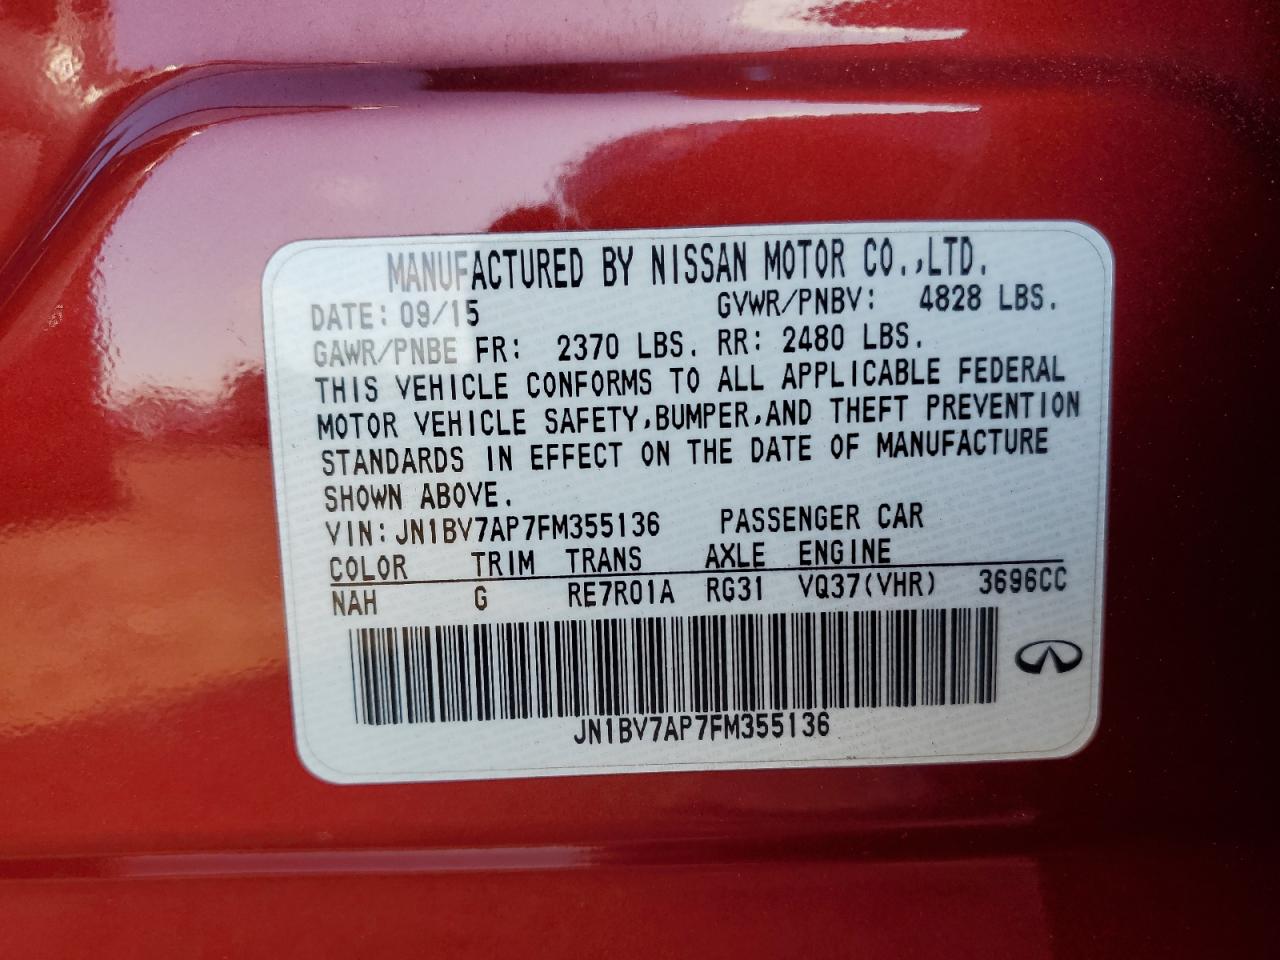 MANUFACTURED BY NISSAN MOTOR CO.,LTD.
DATE: 09/15 GVWR/PNBV: 4828 LBS.
GAWR/PNBE FR: 2370 LBS. RR: 2480 LBS.
THIS VEHICLE CONFORMS TO ALL APPLICABLE FEDERAL
MOTOR VEHICLE SAFETY,BUMPER,AND THEFT PREVENTION
STANDARDS IN EFFECT ON THE DATE OF MANUFACTURE
SHOWN ABOVE.
VIN: JN1BV7AP7FM355136 PASSENGER CAR
COLOR TRIM TRANS AXLE ENGINE
NAH G RE7R01A RG31 VQ37(VHR) 3696CC
JN1BV7AP7FM355136